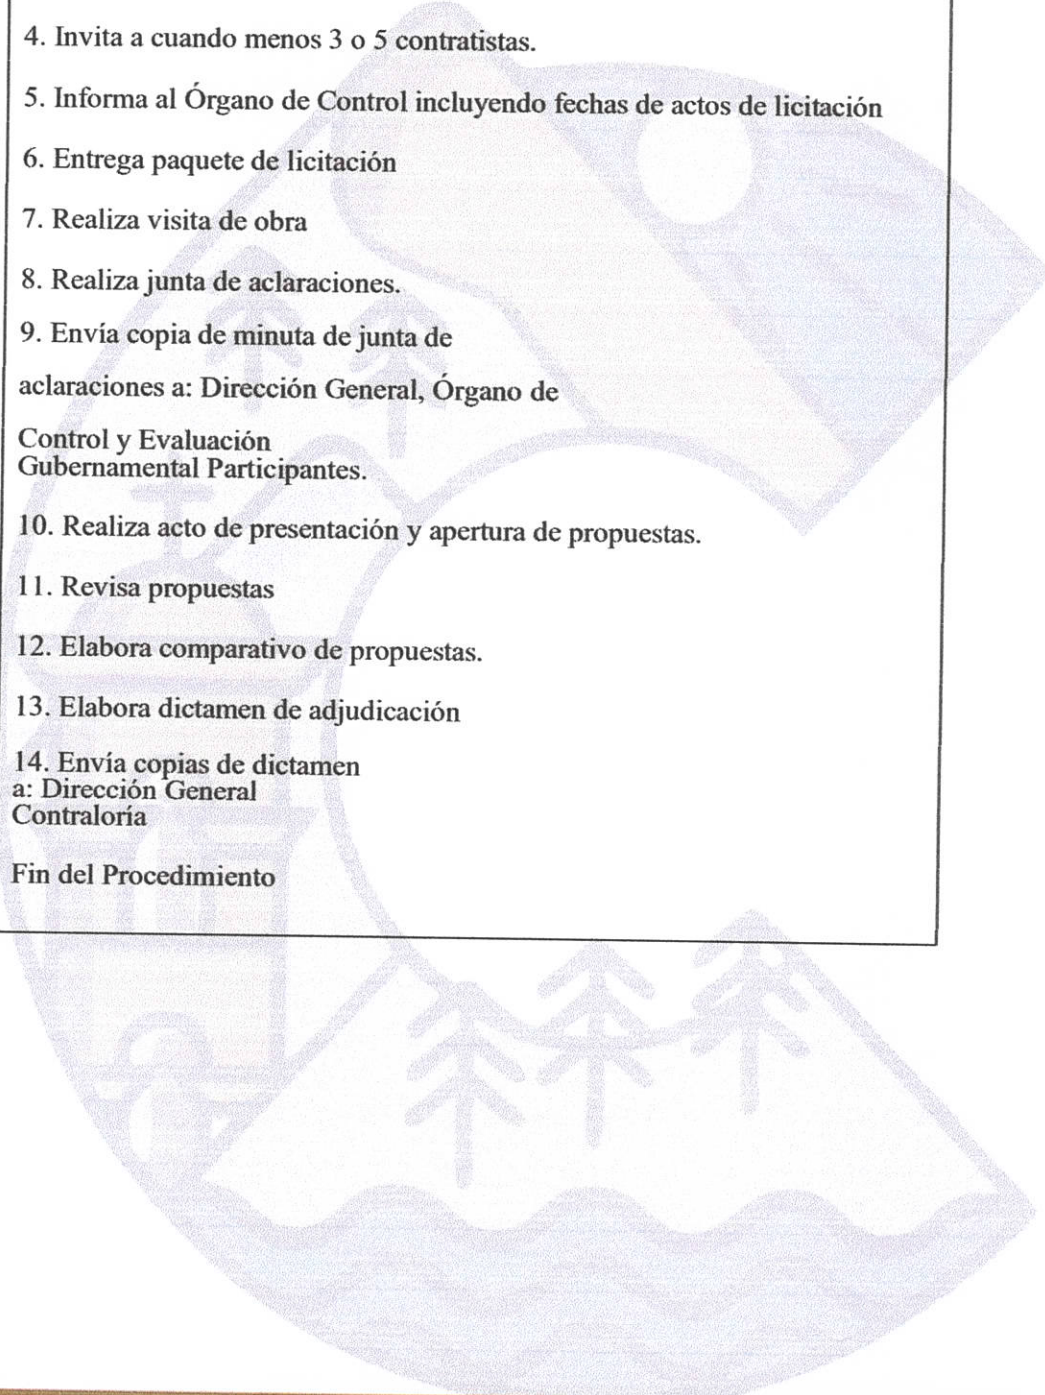 4. Invita a cuando menos 3 o 5 contratistas.
5. Informa al Órgano de Control incluyendo fechas de actos de licitación
6. Entrega paquete de licitación
7. Realiza visita de obra
8. Realiza junta de aclaraciones.
9. Envía copia de minuta de junta de
aclaraciones a: Dirección General, Órgano de
Control y Evaluación
Gubernamental Participantes.
10. Realiza acto de presentación y apertura de propuestas.
11. Revisa propuestas
12. Elabora comparativo de propuestas.
13. Elabora dictamen de adjudicación
14. Envía copias de dictamen
a: Dirección General
Contraloría
Fin del Procedimiento